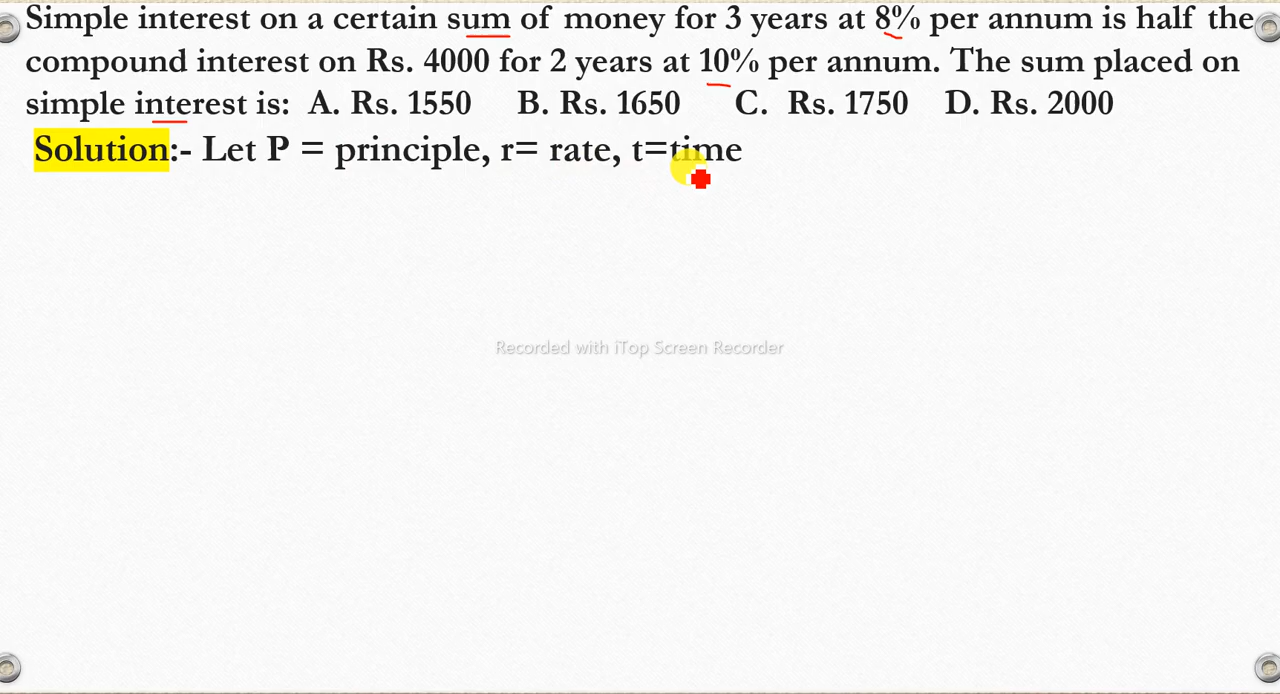 Simple interest on a certain sum of money for 3 years at 8% per annum is half the
compound interest on Rs. 4000 for 2 years at 10% per annum. The sum placed on
simple interest is: A. Rs. 1550 B. Rs. 1650 C. Rs. 1750 D. Rs. 2000
Solution:- Let P = principle, r= rate, t=time
Recorded with iTop Screen Recorder